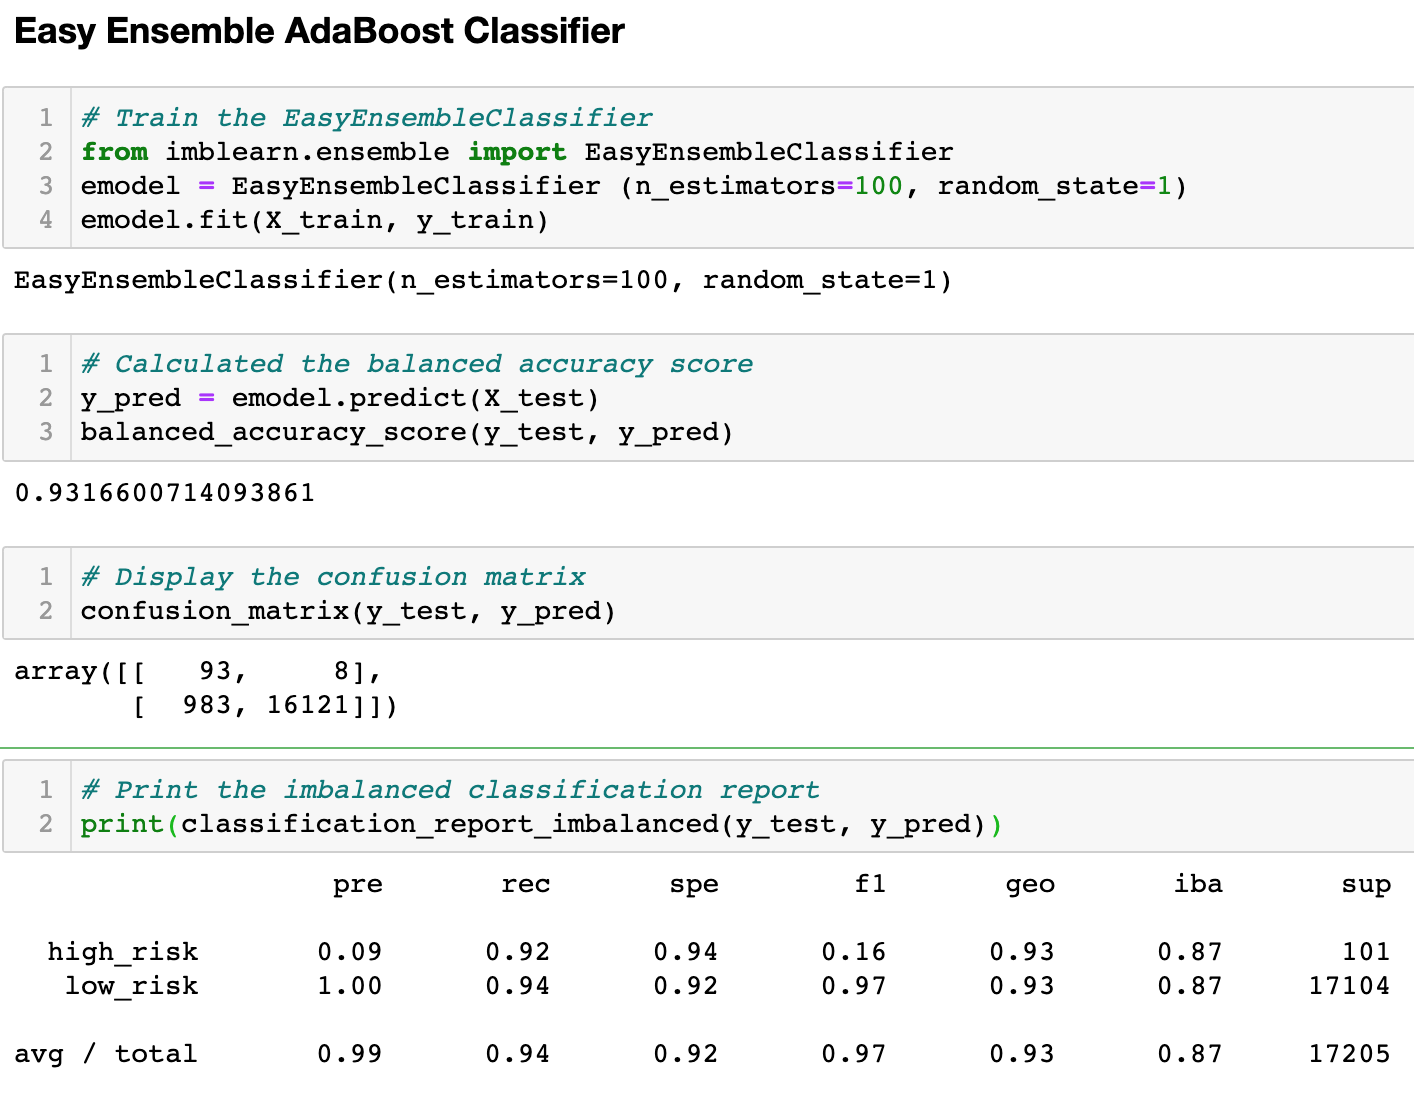 Easy Ensemble AdaBoost Classifier
1 # Train the EasyEnsembleClassifier
2 from imblearn.ensemble import EasyEnsembleClassifier
3 emodel = EasyEnsembleClassifier (n_estimators=100, random_state=1)
4 emodel.fit(X_train, y_train)
EasyEnsembleClassifier(n_estimators=100, random_state=1)
1 # Calculated the balanced accuracy score
2 y_pred = emodel.predict(X_test)
3 balanced_accuracy_score(y_test, y_pred)
0.9316600714093861
1 # Display the confusion matrix
2 confusion_matrix(y_test, y_pred)
array([[   93,     8],
       [  983, 16121]])
1 # Print the imbalanced classification report
2 print(classification_report_imbalanced(y_test, y_pred))
pre rec spe f1 geo iba sup
high_risk 0.09 0.92 0.94 0.16 0.93 0.87 101
low_risk 1.00 0.94 0.92 0.97 0.93 0.87 17104
avg / total 0.99 0.94 0.92 0.97 0.93 0.87 17205